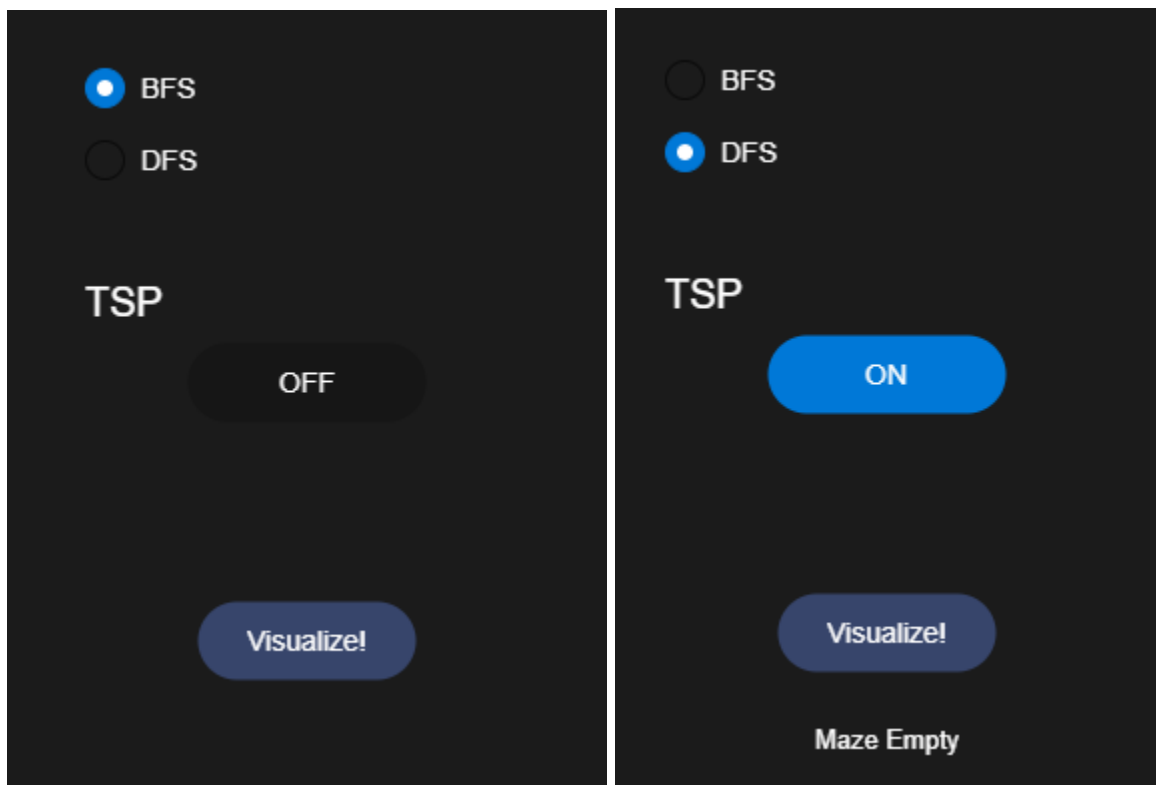 BFS
DFS
TSP
OFF
Visualize!
BFS
DFS
TSP
ON
Visualize!
Maze Empty